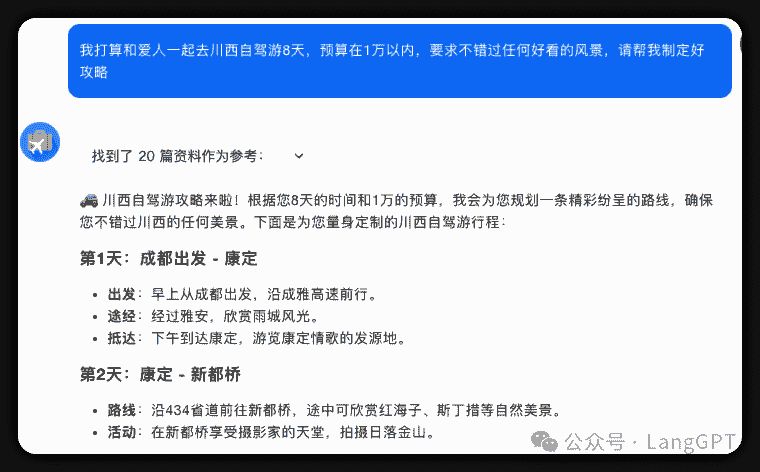 我打算和爱人一起去川西自驾游8天，预算在1万以内，要求不错过任何好看的风景，请帮我制定好
攻略
找到了 20 篇资料作为参考：
🚙 川西自驾游攻略来啦！根据您8天的时间和1万的预算，我会为您规划一条精彩纷呈的路线，确保
您不错过川西的任何美景。下面是为您量身定制的川西自驾游行程：
第1天：成都出发 - 康定
• 出发：早上从成都出发，沿成雅高速前行。
• 途经：经过雅安，欣赏雨城风光。
• 抵达：下午到达康定，游览康定情歌的发源地。
第2天：康定 - 新都桥
• 路线：沿434省道前往新都桥，途中可欣赏红海子、斯丁措等自然美景。
• 活动：在新都桥享受摄影家的天堂，拍摄日落金山。
公众号 · LangGPT